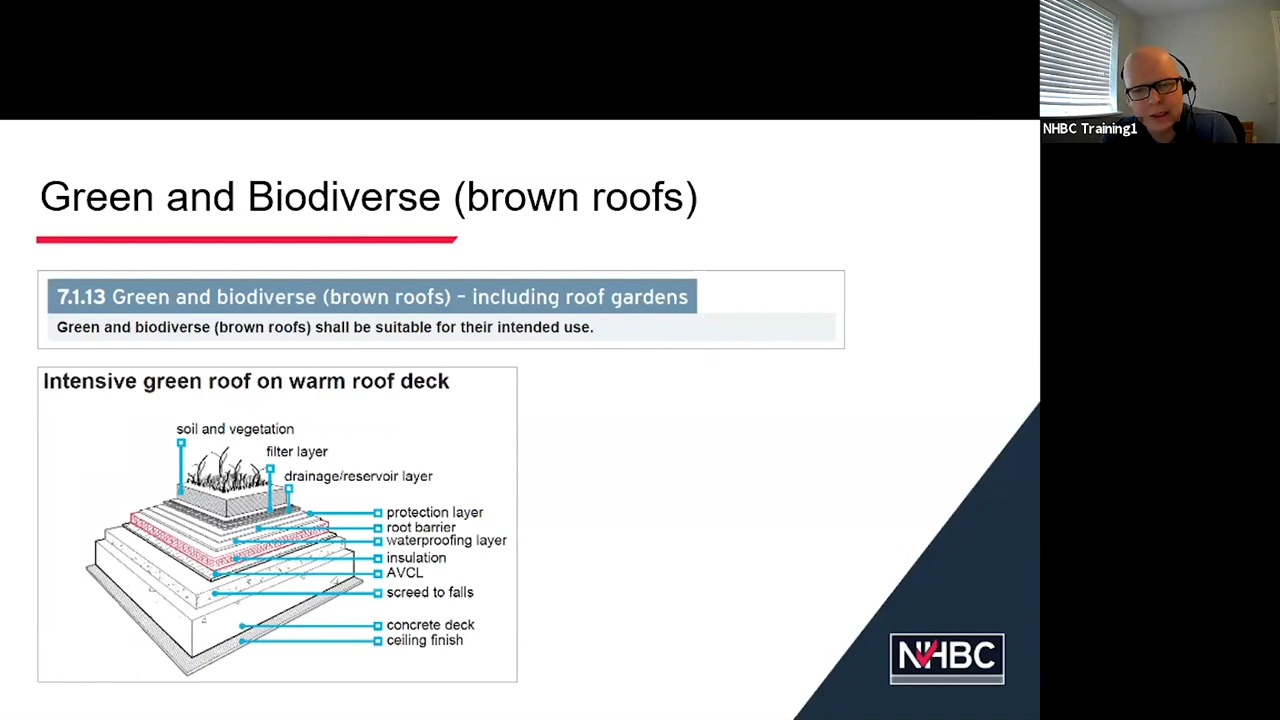 NHBC Training1
Green and Biodiverse (brown roofs)
7.1.13 Green and biodiverse (brown roofs) – including roof gardens
Green and biodiverse (brown roofs) shall be suitable for their intended use.
Intensive green roof on warm roof deck
soil and vegetation
filter layer
drainage/reservoir layer
protection layer
root barrier
waterproofing layer
insulation
AVCL
screed to falls
concrete deck
ceiling finish
NHBC